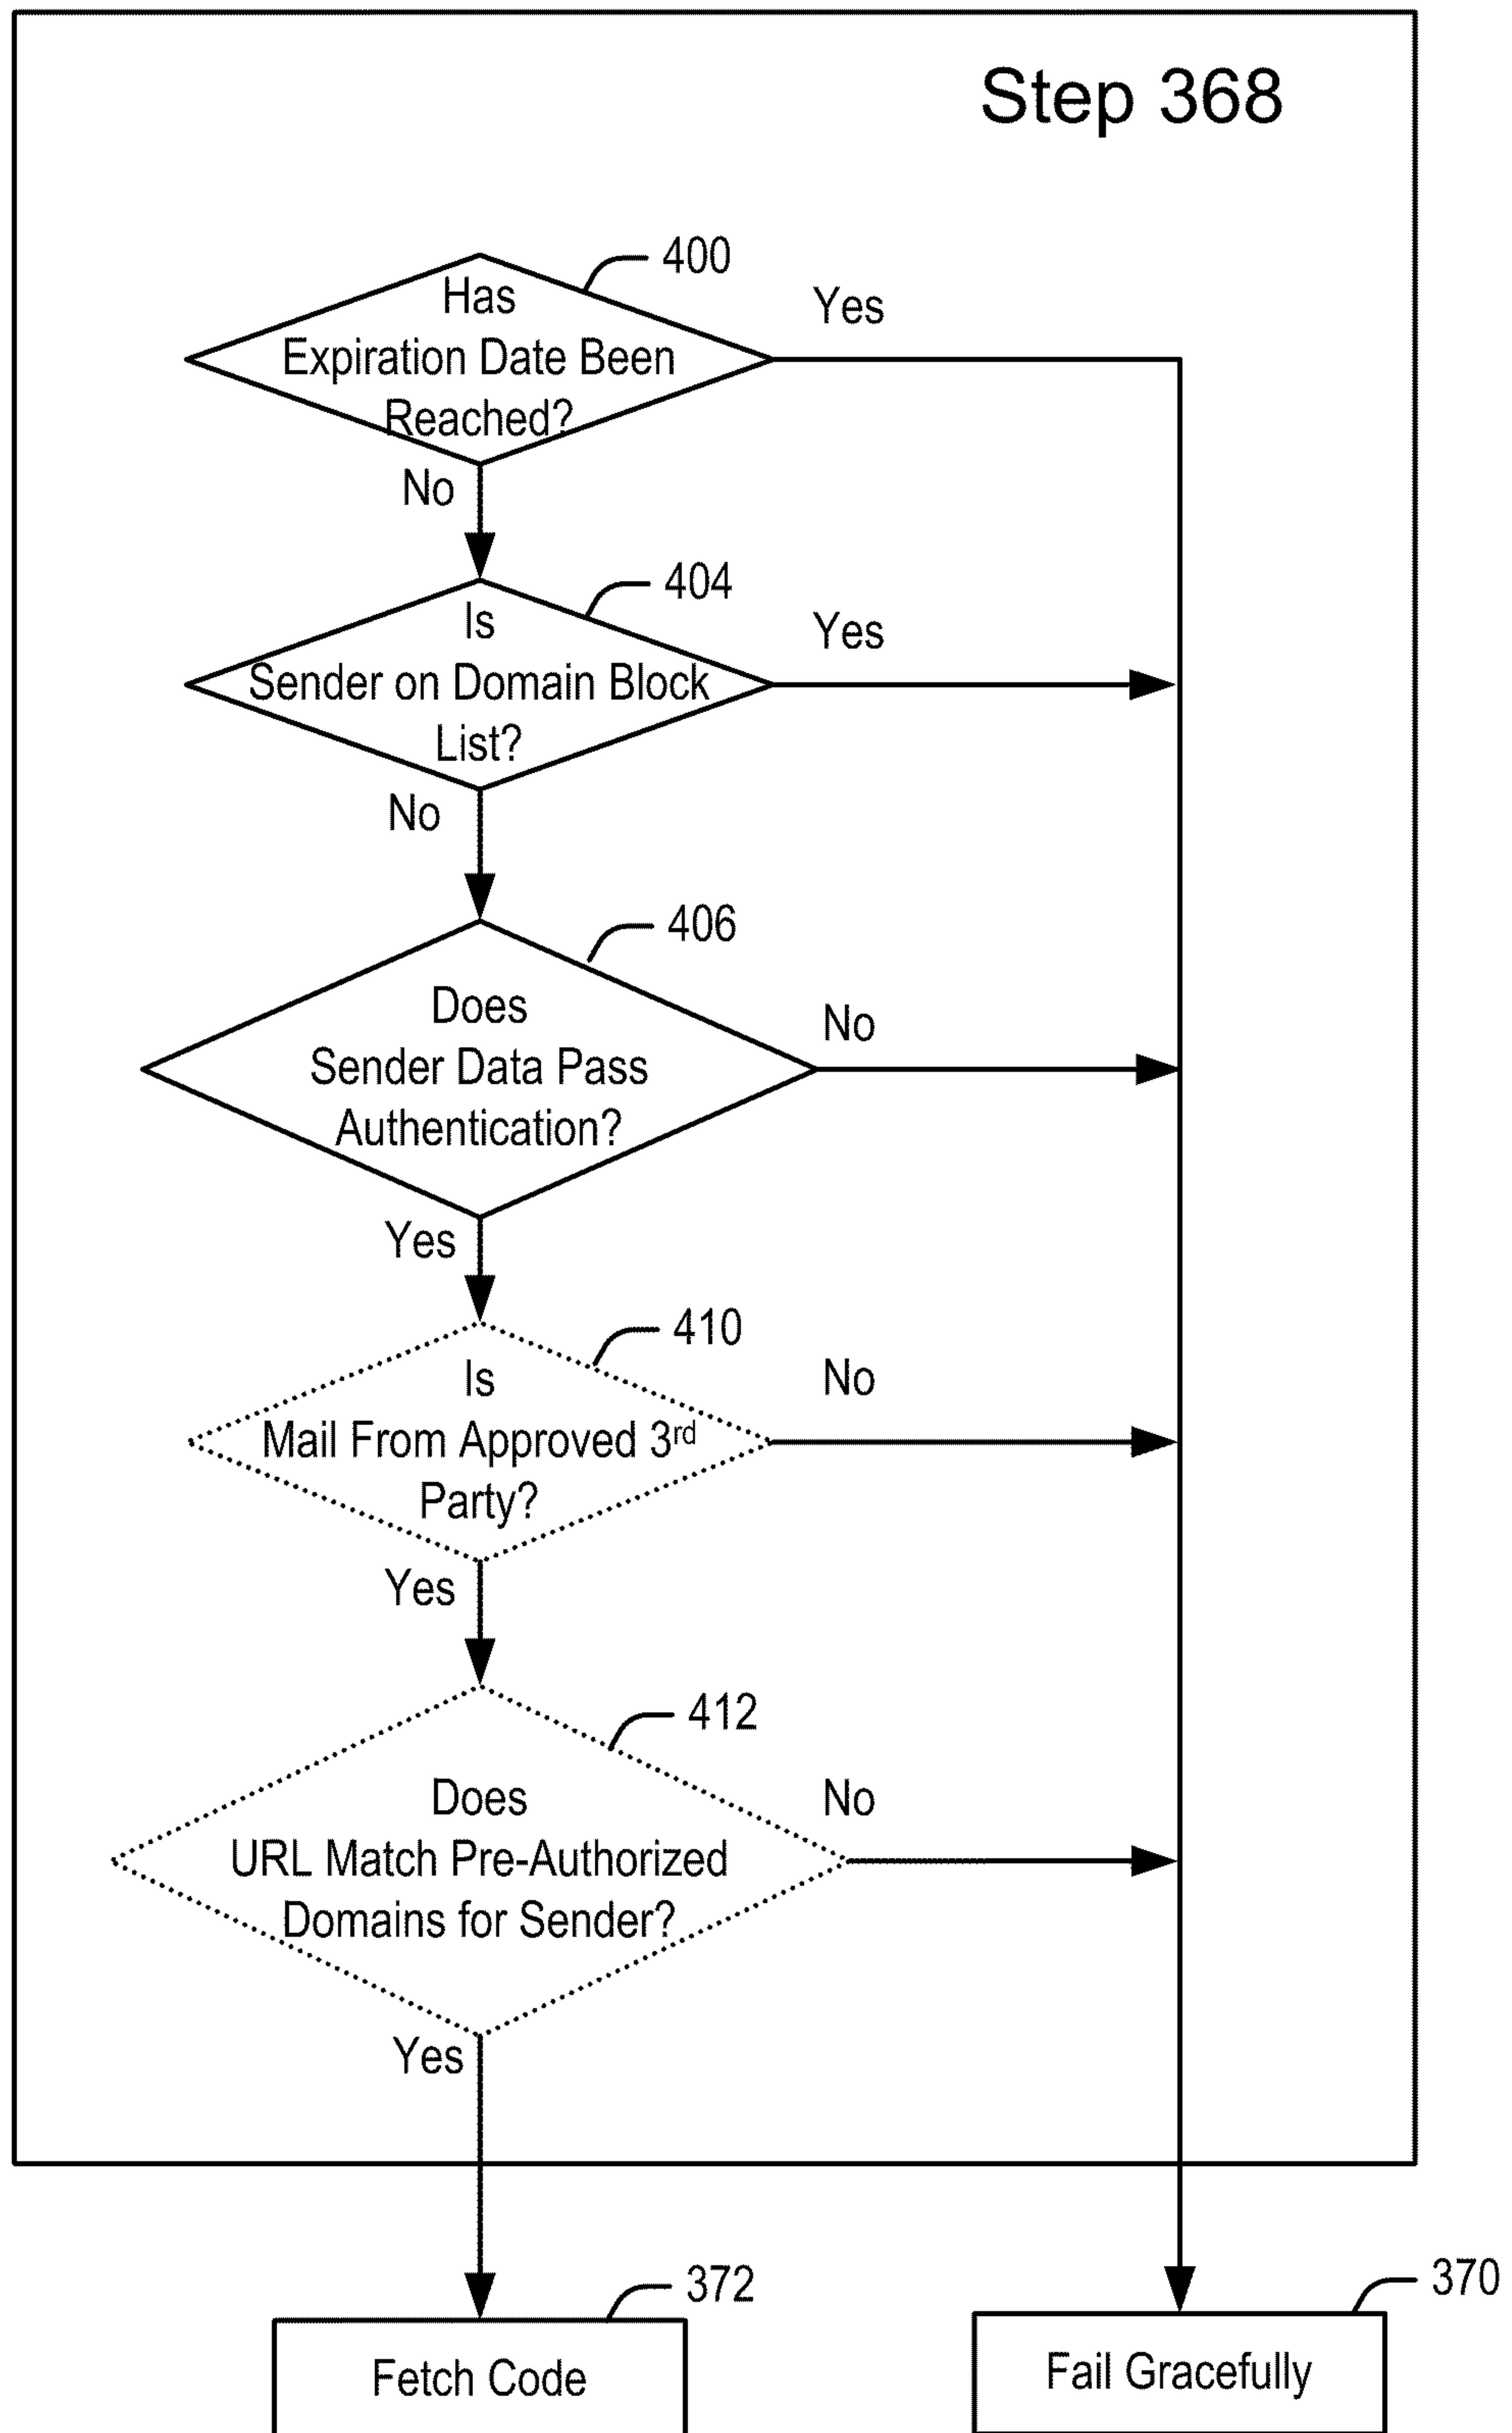 Step 368
400
Has
Expiration Date Been
Reached?
Yes
No
404
Is
Sender on Domain Block
List?
Yes
No
406
Does
Sender Data Pass
Authentication?
No
Yes
410
Is
Mail From Approved 3rd
Party?
No
Yes
412
Does
URL Match Pre-Authorized
Domains for Sender?
No
Yes
372
Fetch Code
370
Fail Gracefully